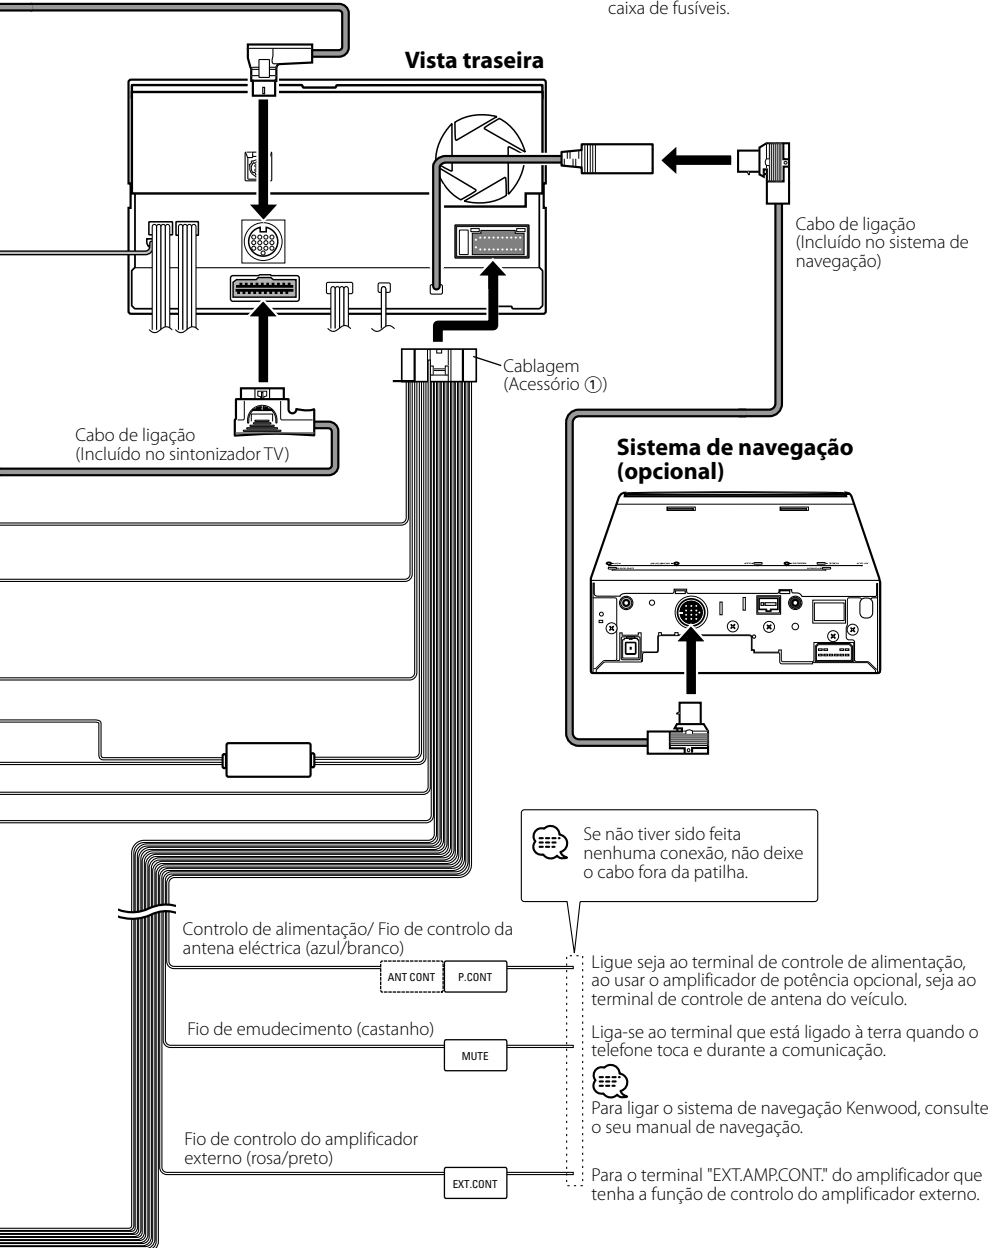 caixa de fusíveis.
Vista traseira
Cabo de ligação
(Incluído no sistema de
navegação)
Cablagem
(Acessório ①)
Cabo de ligação
(Incluído no sintonizador TV)
Sistema de navegação
(opcional)
Se não tiver sido feita
nenhuma conexão, não deixe
o cabo fora da patilha.
Controlo de alimentação/ Fio de controlo da
antena eléctrica (azul/branco)
ANT CONT
P.CONT
Ligue seja ao terminal de controle de alimentação,
ao usar o amplificador de potência opcional, seja ao
terminal de controle de antena do veículo.
Fio de emudecimento (castanho)
MUTE
Liga-se ao terminal que está ligado à terra quando o
telefone toca e durante a comunicação.
Para ligar o sistema de navegação Kenwood, consulte
o seu manual de navegação.
Fio de controlo do amplificador
externo (rosa/preto)
EXT.CONT
Para o terminal "EXT.AMP.CONT." do amplificador que
tenha a função de controlo do amplificador externo.